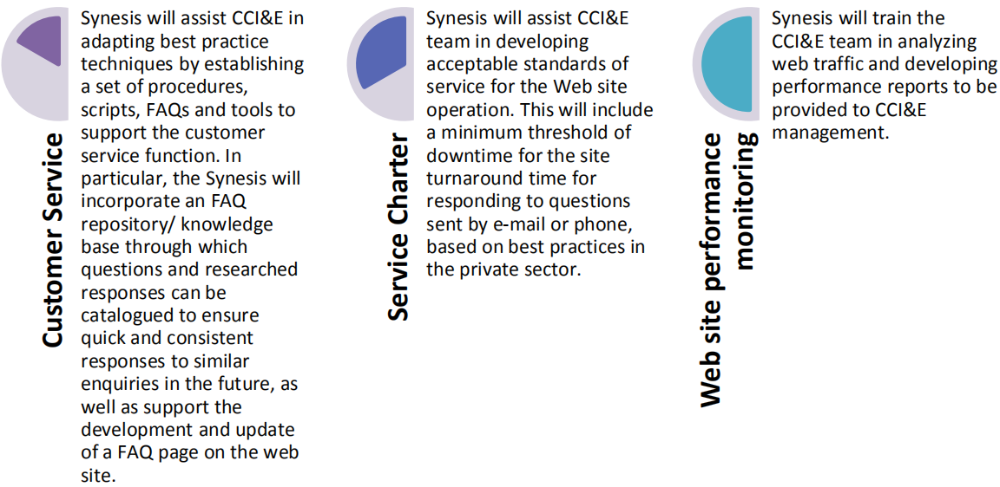 Customer Service
Synesis will assist CCI&E in
adapting best practice
techniques by establishing
a set of procedures,
scripts, FAQs and tools to
support the customer
service function. In
particular, the Synesis will
incorporate an FAQ
repository/ knowledge
base through which
questions and researched
responses can be
catalogued to ensure
quick and consistent
responses to similar
enquiries in the future, as
well as support the
development and update
of a FAQ page on the web
site.
Service Charter
Synesis will assist CCI&E
team in developing
acceptable standards of
service for the Web site
operation. This will include
a minimum threshold of
downtime for the site
turnaround time for
responding to questions
sent by e-mail or phone,
based on best practices in
the private sector.
Web site performance
monitoring
Synesis will train the
CCI&E team in analyzing
web traffic and developing
performance reports to be
provided to CCI&E
management.